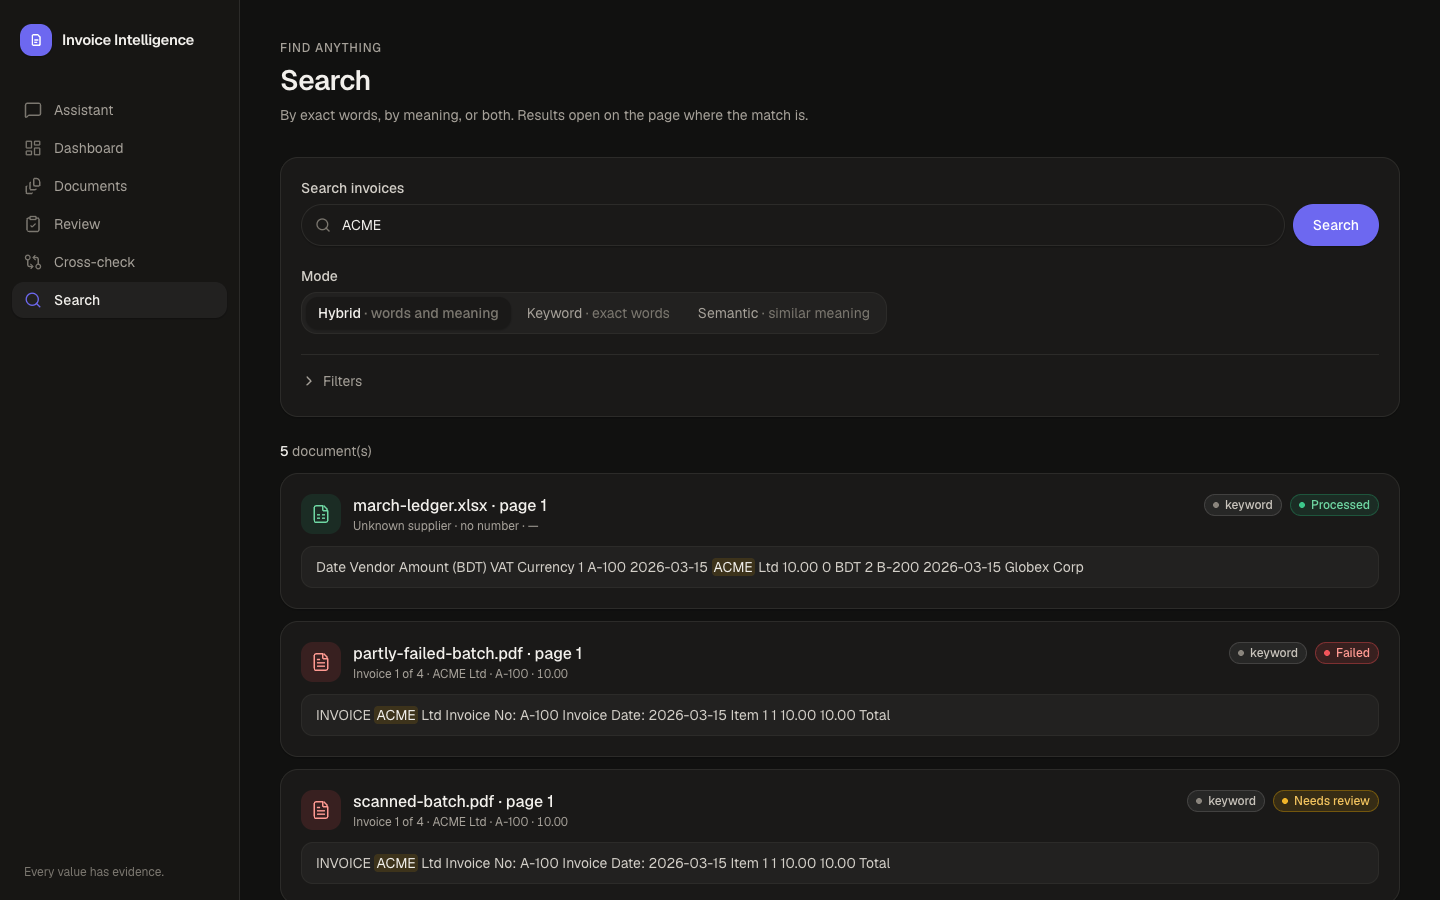 Invoice Intelligence
Assistant
Dashboard
Documents
Review
Cross-check
Search
Every value has evidence.
FIND ANYTHING
Search
By exact words, by meaning, or both. Results open on the page where the match is.
Search invoices
ACME
Search
Mode
Hybrid · words and meaning
Keyword · exact words
Semantic · similar meaning
Filters
5 document(s)
march-ledger.xlsx · page 1
keyword
Processed
Unknown supplier · no number · —
Date Vendor Amount (BDT) VAT Currency 1 A-100 2026-03-15 ACME Ltd 10.00 0 BDT 2 B-200 2026-03-15 Globex Corp
partly-failed-batch.pdf · page 1
keyword
Failed
Invoice 1 of 4 · ACME Ltd · A-100 · 10.00
INVOICE ACME Ltd Invoice No: A-100 Invoice Date: 2026-03-15 Item 1 1 10.00 10.00 Total
scanned-batch.pdf · page 1
keyword
Needs review
Invoice 1 of 4 · ACME Ltd · A-100 · 10.00
INVOICE ACME Ltd Invoice No: A-100 Invoice Date: 2026-03-15 Item 1 1 10.00 10.00 Total